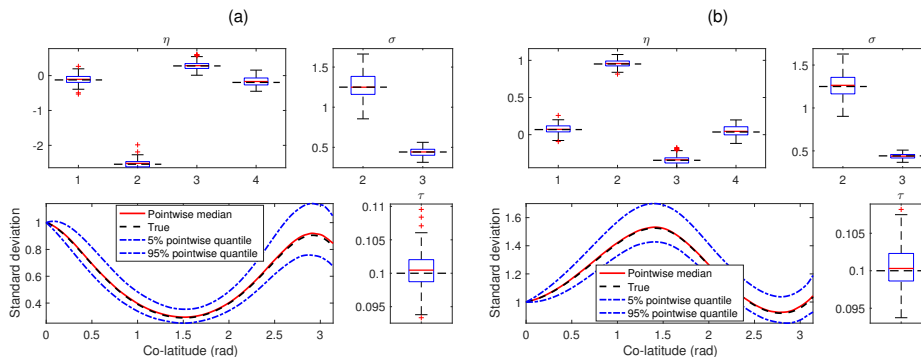 (a)
η
σ
0
-1
-2
1 2 3 4
1.5
1
0.5
2 3
Standard deviation
1
0.8
0.6
0.4
Pointwise median
True
5% pointwise quantile
95% pointwise quantile
0 0.5 1 1.5 2 2.5 3
Co-latitude (rad)
τ
0.11
0.105
0.1
0.095
(b)
η
σ
1
0.5
0
1 2 3 4
1.5
1
0.5
2 3
Standard deviation
1.6
1.4
1.2
1
Pointwise median
True
5% pointwise quantile
95% pointwise quantile
0 0.5 1 1.5 2 2.5 3
Co-latitude (rad)
τ
0.105
0.1
0.095